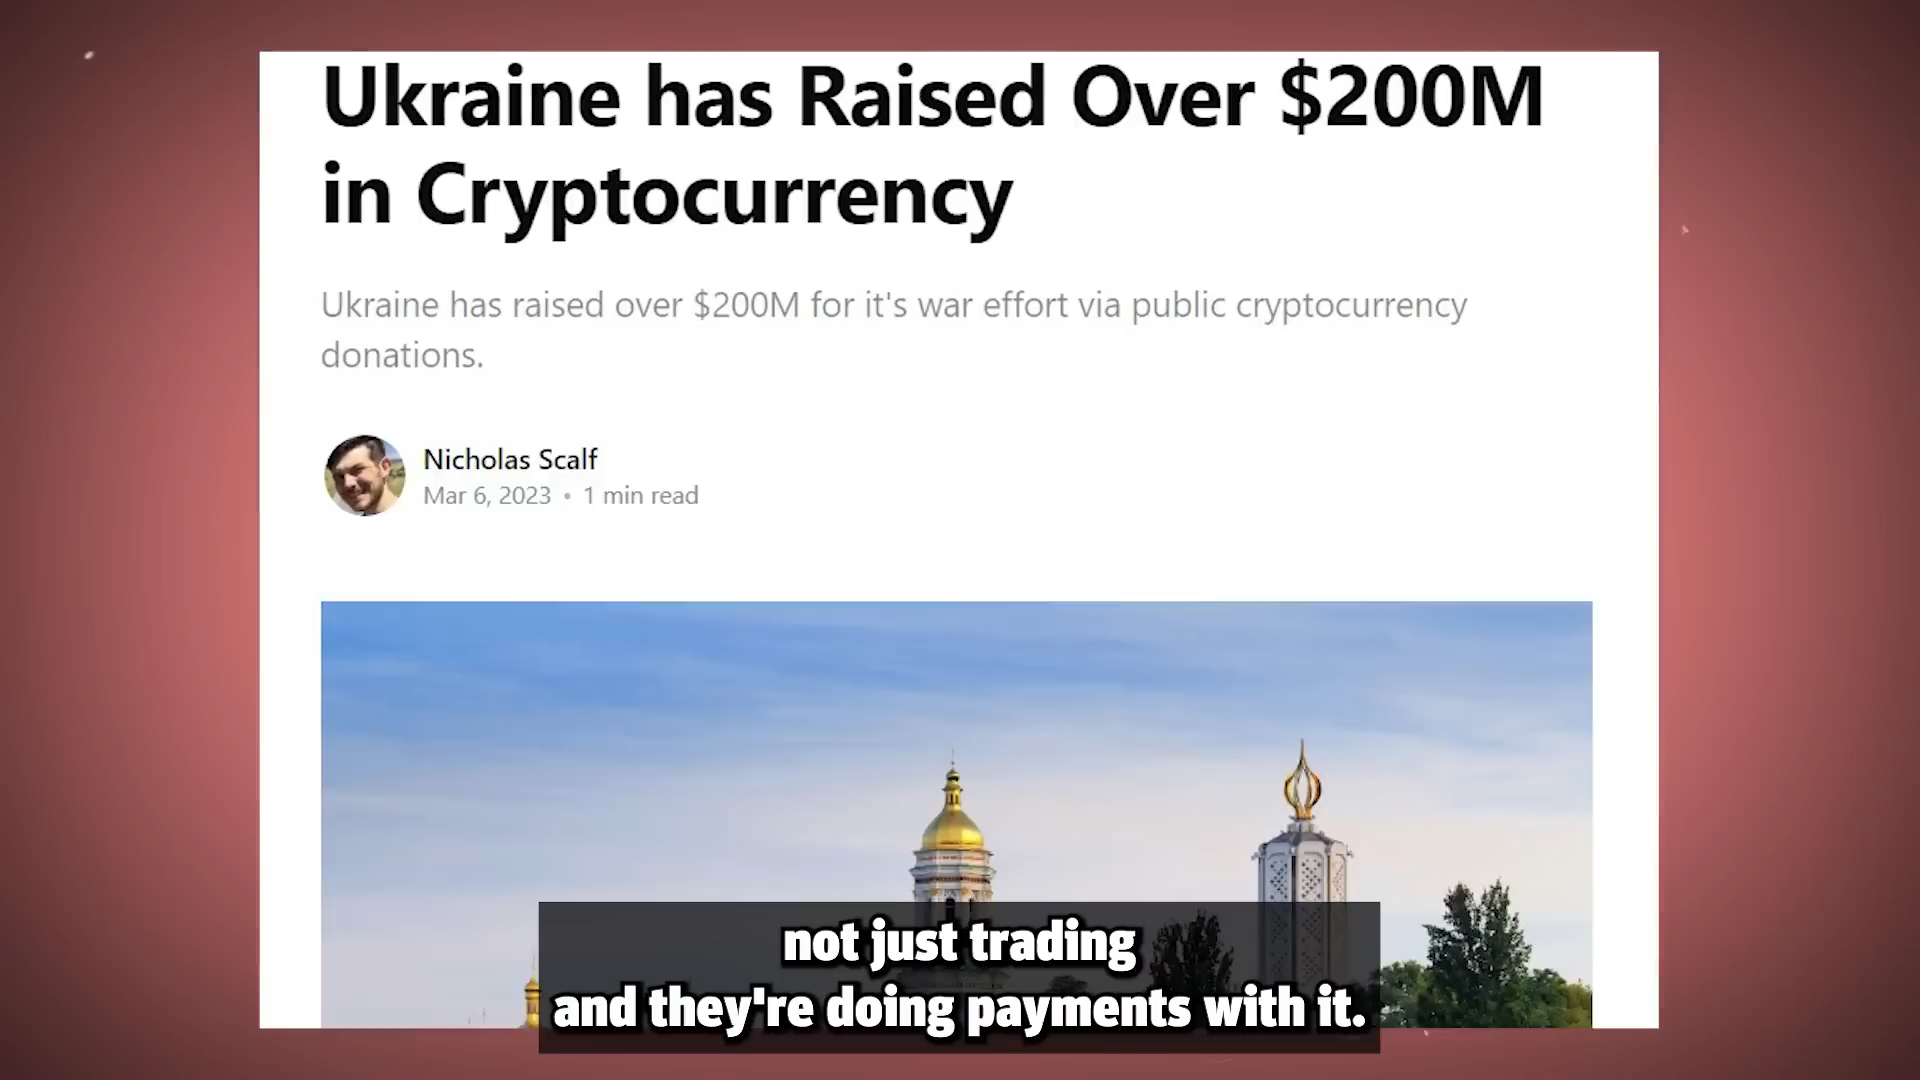 Ukraine has Raised Over $200M
in Cryptocurrency
Ukraine has raised over $200M for it's war effort via public cryptocurrency
donations.
Nicholas Scalf
Mar 6, 2023 • 1 min read
not just trading
and they're doing payments with it.